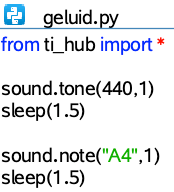 geluid.py
from ti_hub import *
sound.tone(440,1)
sleep(1.5)
sound.note("A4",1)
sleep(1.5)